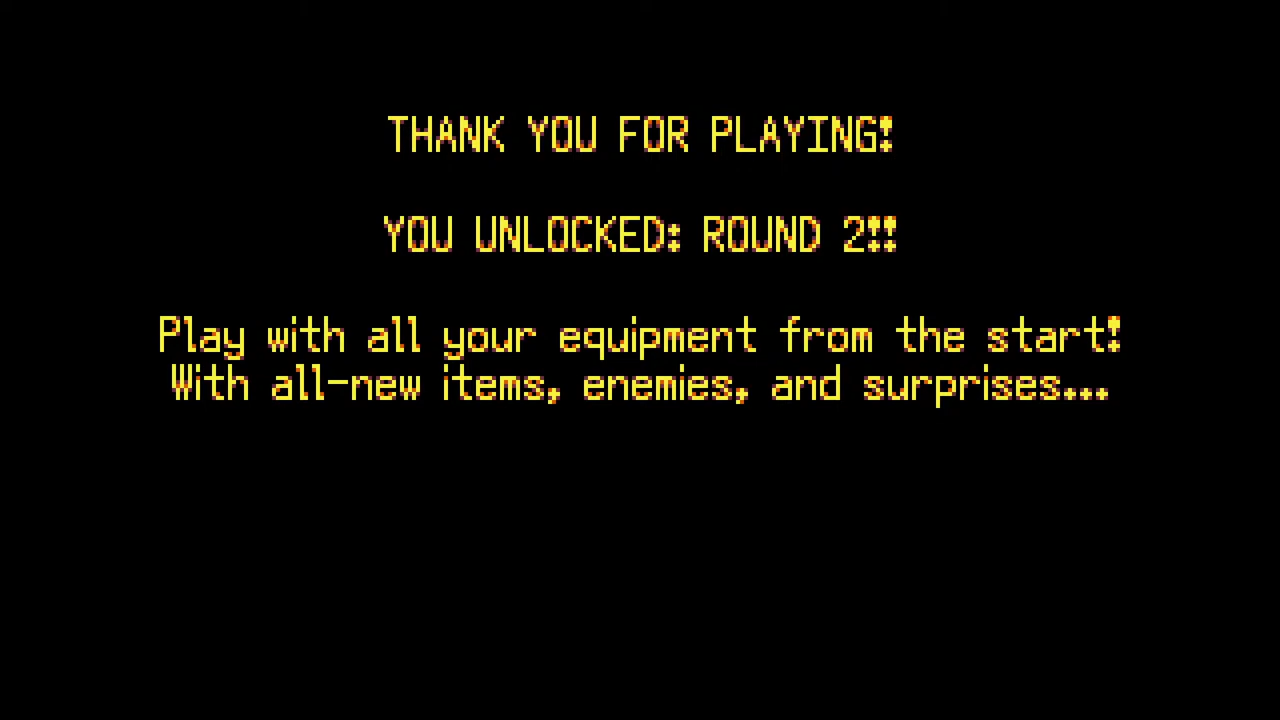 THANK YOU FOR PLAYING!
YOU UNLOCKED: ROUND 2!!
Play with all your equipment from the start!
With all-new items, enemies, and surprises...